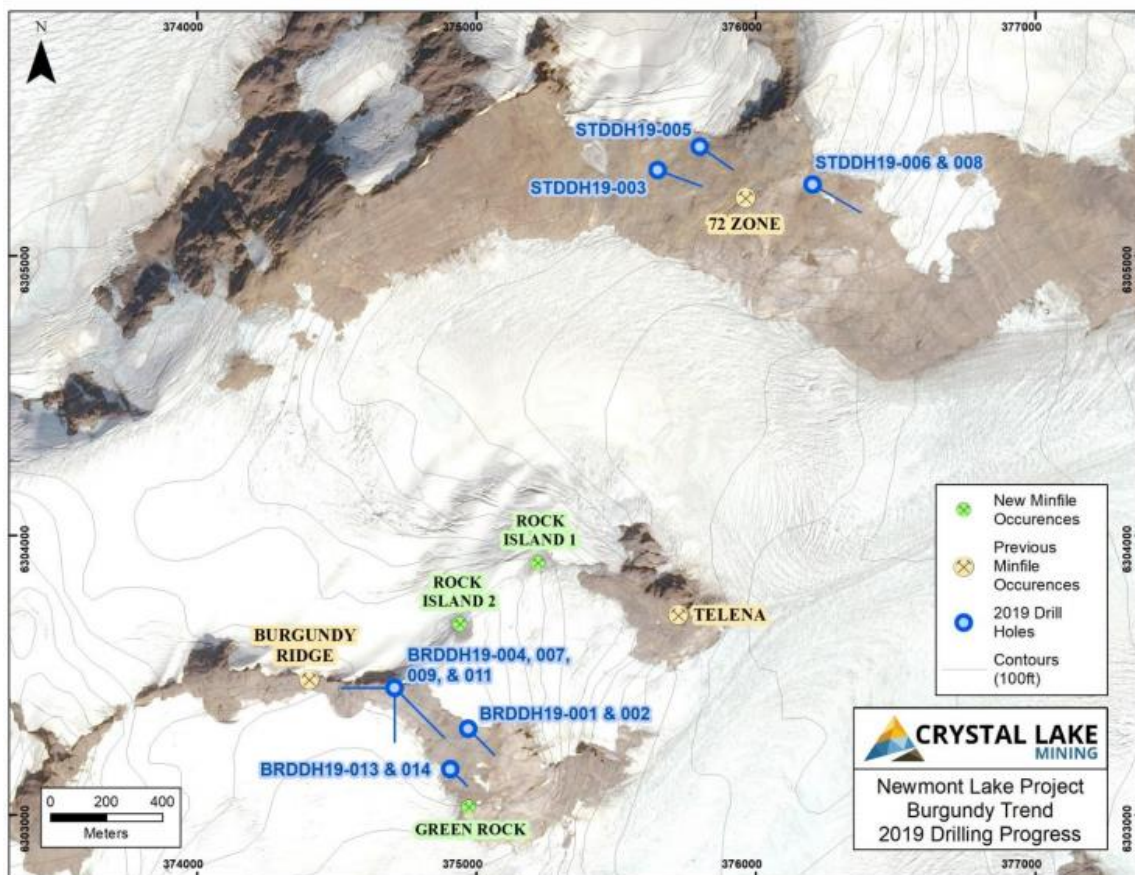 374000
375000
376000
377000
N
STDDH19-005
STDDH19-006 & 008
STDDH19-003
72 ZONE
6305000
6305000
6304000
6304000
ROCK
ISLAND 1
ROCK
ISLAND 2
TELENA
BURGUNDY
RIDGE
BRDDH19-004, 007,
009, & 011
BRDDH19-001 & 002
BRDDH19-013 & 014
GREEN ROCK
New Minfile
Occurences
Previous
Minfile
Occurences
2019 Drill
Holes
Contours
(100ft)
CRYSTAL LAKE
MINING
Newmont Lake Project
Burgundy Trend
2019 Drilling Progress
0 200 400
Meters
6303000
6303000
374000
375000
376000
377000